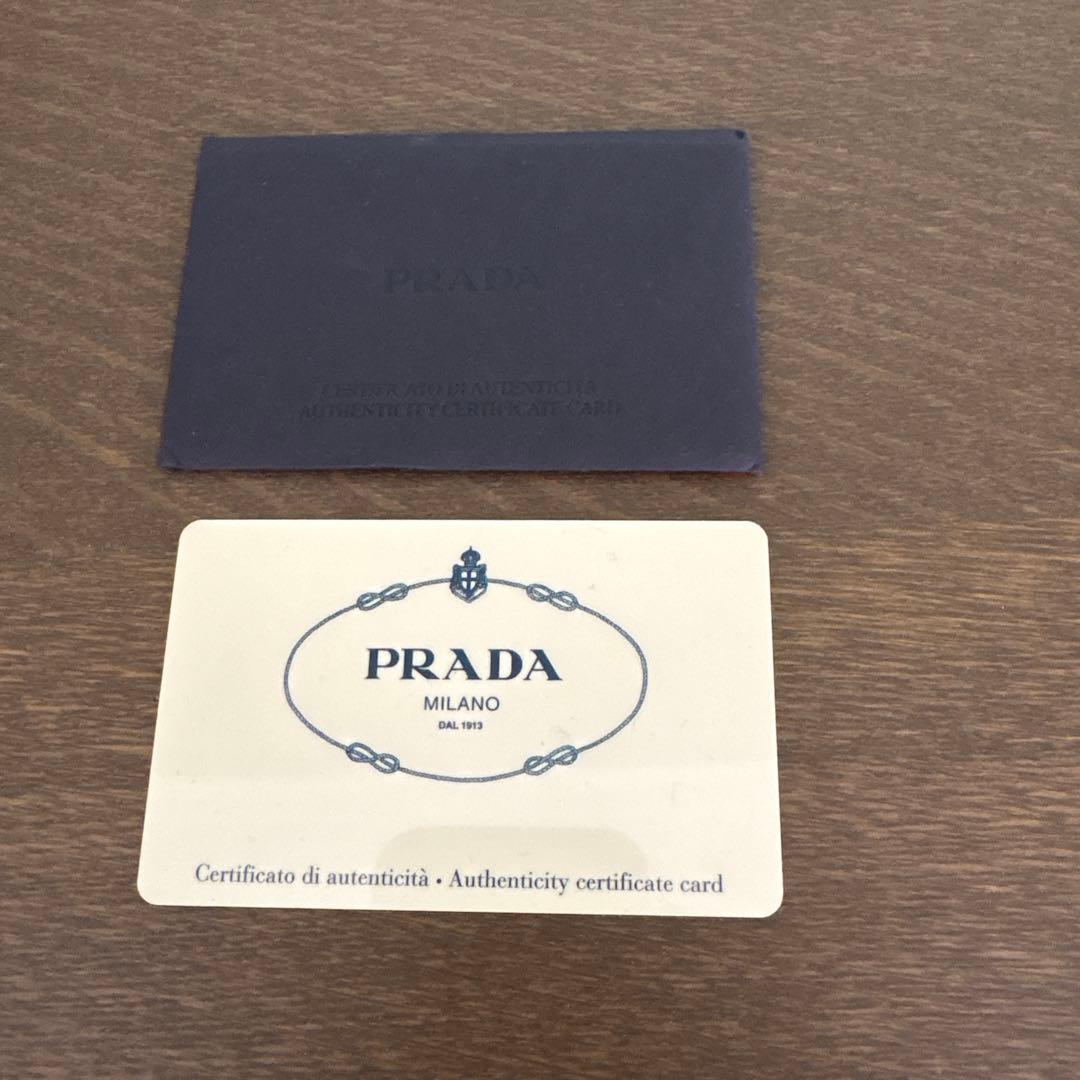 PRADA
CERTIFICATO DI AUTENTICITÀ
AUTHENTICITY CERTIFICATE CARD
PRADA
MILANO
DAL 1913
Certificato di autenticità • Authenticity certificate card